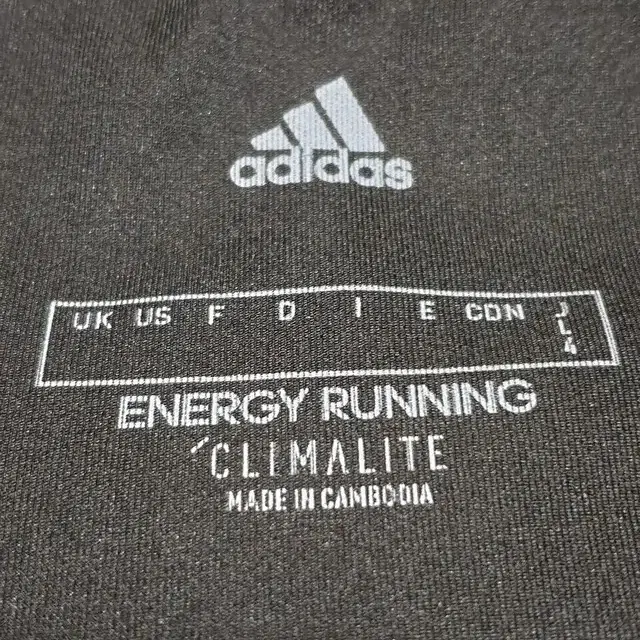 adidas
UK US F D I E CDN J
L
4
ENERGY RUNNING
CLIMALITE
MADE IN CAMBODIA